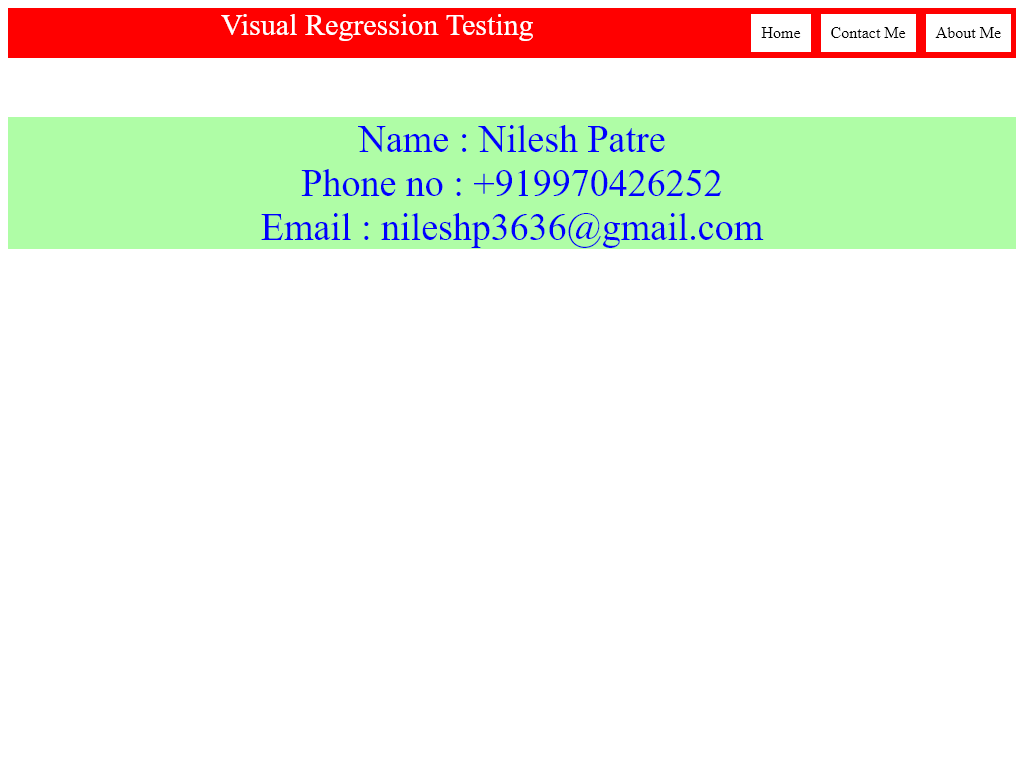 Visual Regression Testing
Home
Contact Me
About Me
Name : Nilesh Patre
Phone no : +919970426252
Email : nileshp3636@gmail.com